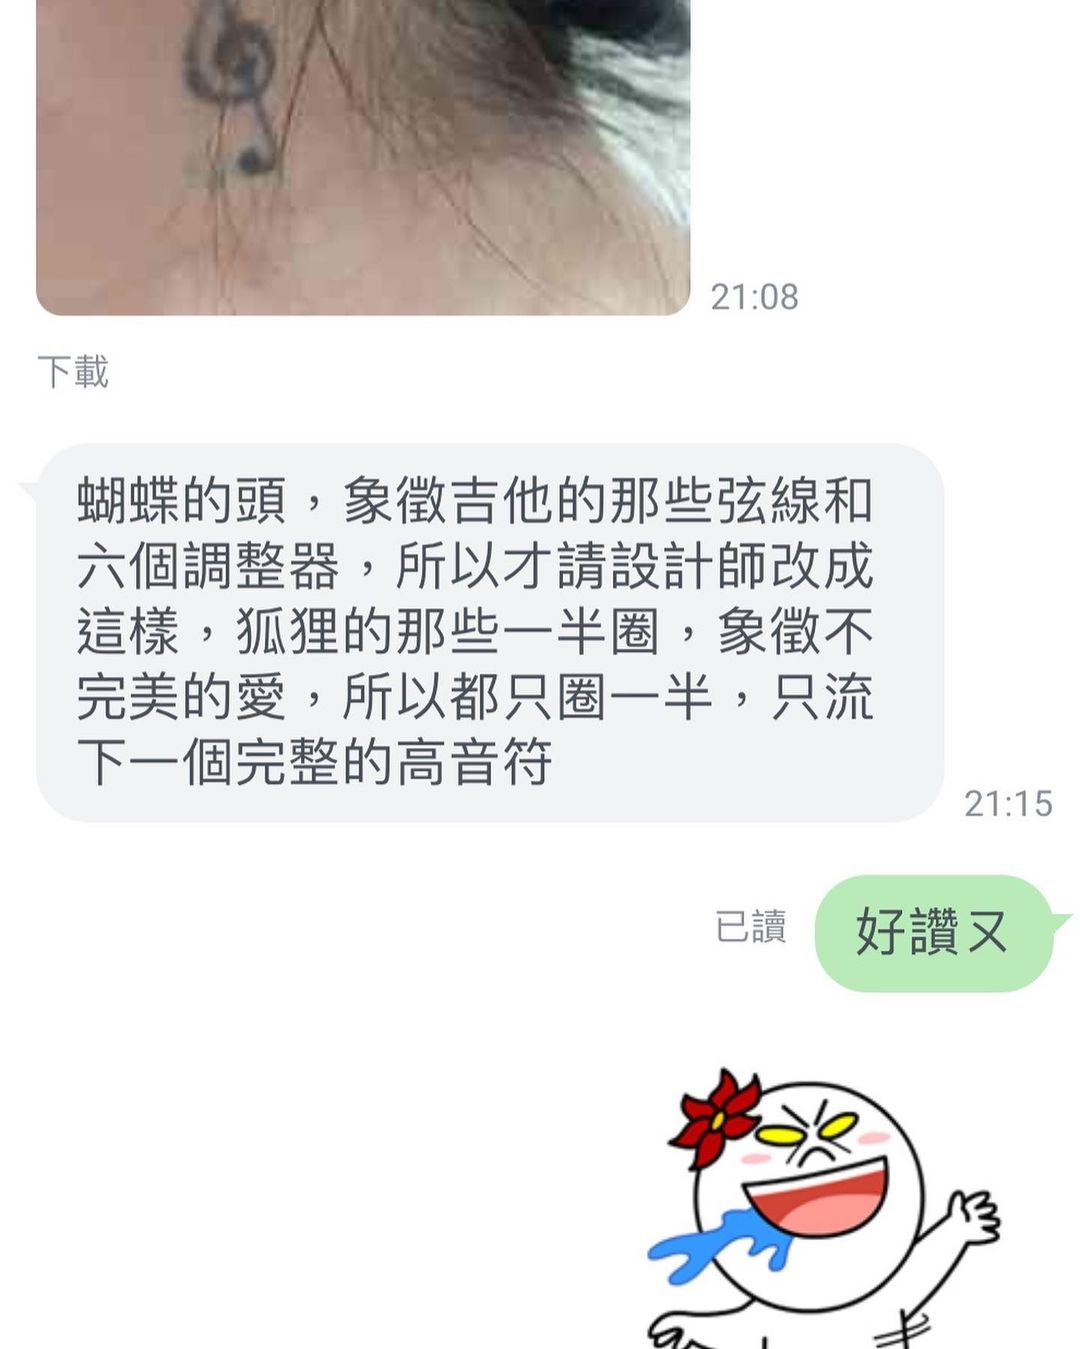 21:08
下載
蝴蝶的頭，象徵吉他的那些弦線和
六個調整器，所以才請設計師改成
這樣，狐狸的那些一半圈，象徵不
完美的愛，所以都只圈一半，只流
下一個完整的高音符
21:15
已讀
好讚ㄡ